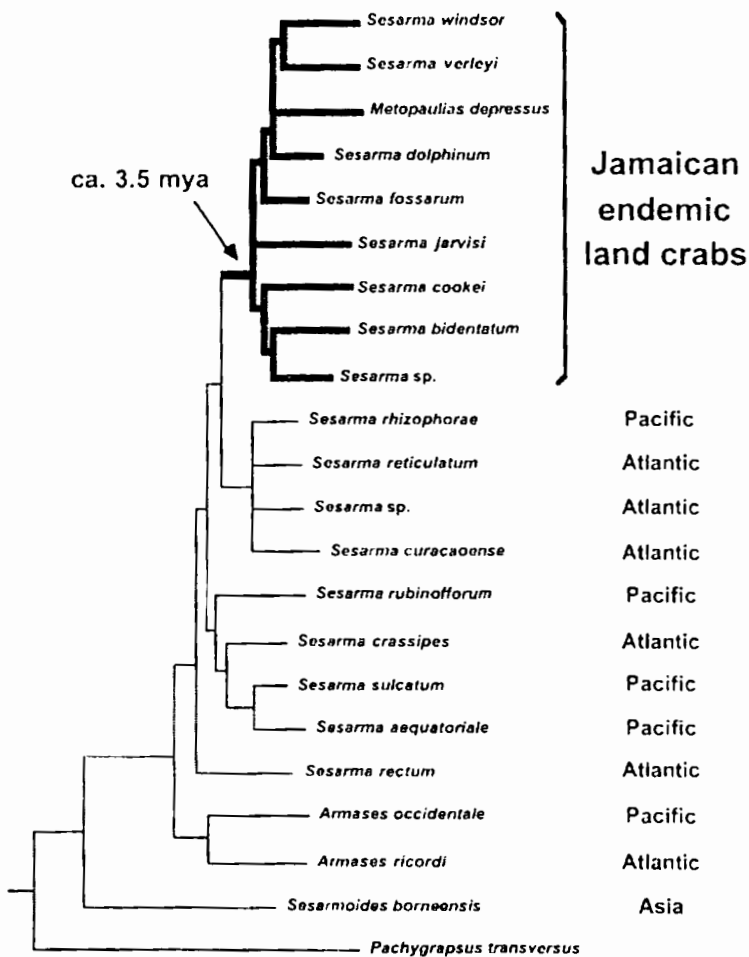 Sesarma windsor
Sesarma verleyi
Metopaulias depressus
Sesarma dolphinum
ca. 3.5 mya
Sesarma fossarum
Sesarma jarvisi
Sesarma cookei
Sesarma bidentatum
Sesarma sp.
Jamaican
endemic
land crabs
Sesarma rhizophorae Pacific
Sesarma reticulatum Atlantic
Sesarma sp. Atlantic
Sesarma curacaoense Atlantic
Sesarma rubinofforum Pacific
Sesarma crassipes Atlantic
Sesarma sulcatum Pacific
Sesarma aequatoriale Pacific
Sesarma rectum Atlantic
Armases occidentale Pacific
Armases ricordi Atlantic
Sesarmoides borneensis Asia
Pachygrapsus transversus